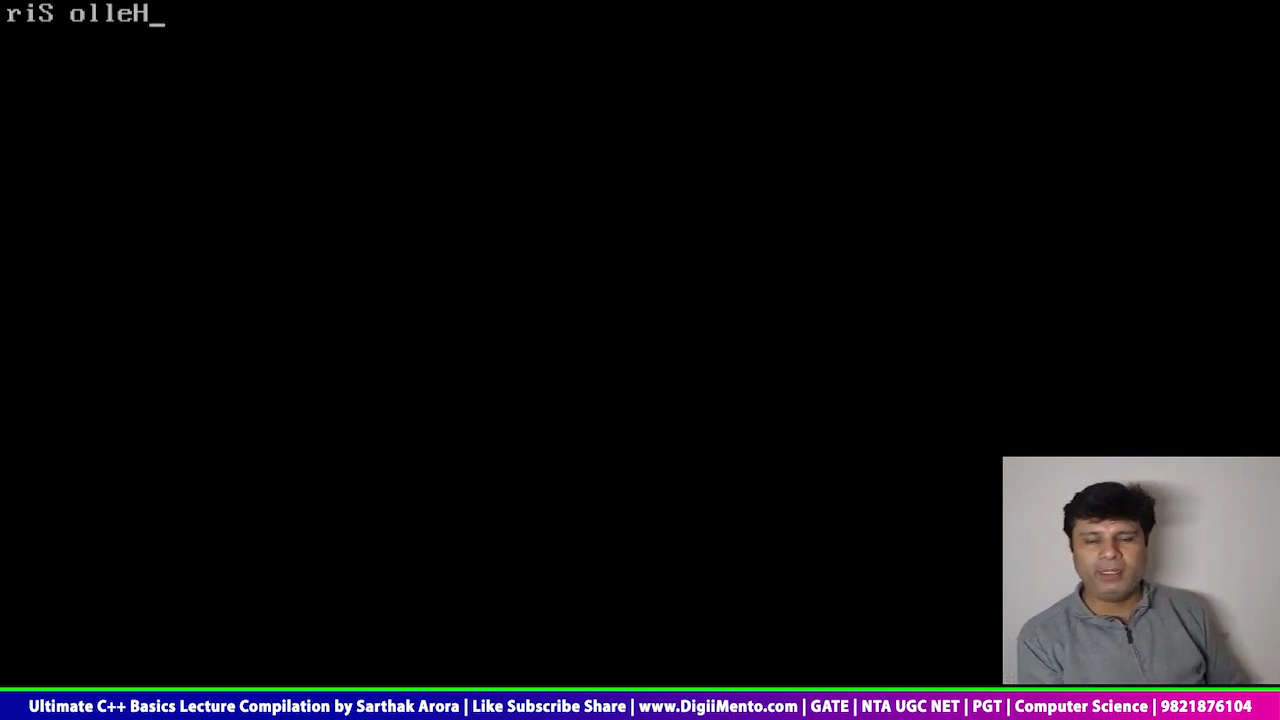 riS olleH_
Ultimate C++ Basics Lecture Compilation by Sarthak Arora | Like Subscribe Share | www.DigiiMento.com | GATE | NTA UGC NET | PGT | Computer Science | 9821876104